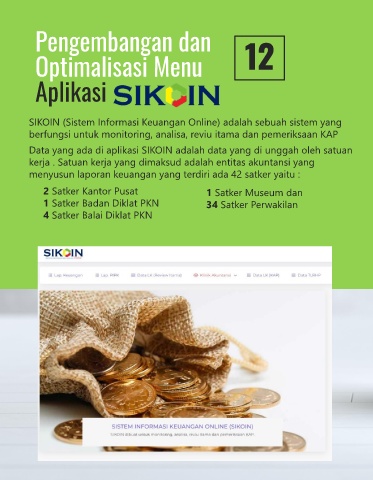 Pengembangan dan
Optimalisasi Menu
Aplikasi SIKOIN
12
SIKOIN (Sistem Informasi Keuangan Online) adalah sebuah sistem yang
berfungsi untuk monitoring, analisa, reviu itama dan pemeriksaan KAP
Data yang ada di aplikasi SIKOIN adalah data yang di unggah oleh satuan
kerja . Satuan kerja yang dimaksud adalah entitas akuntansi yang
menyusun laporan keuangan yang terdiri ada 42 satker yaitu :
2 Satker Kantor Pusat
1 Satker Badan Diklat PKN
4 Satker Balai Diklat PKN
1 Satker Museum dan
34 Satker Perwakilan
SIKOIN
SISTEM INFORMASI KEUANGAN ONLINE (SIKOIN)